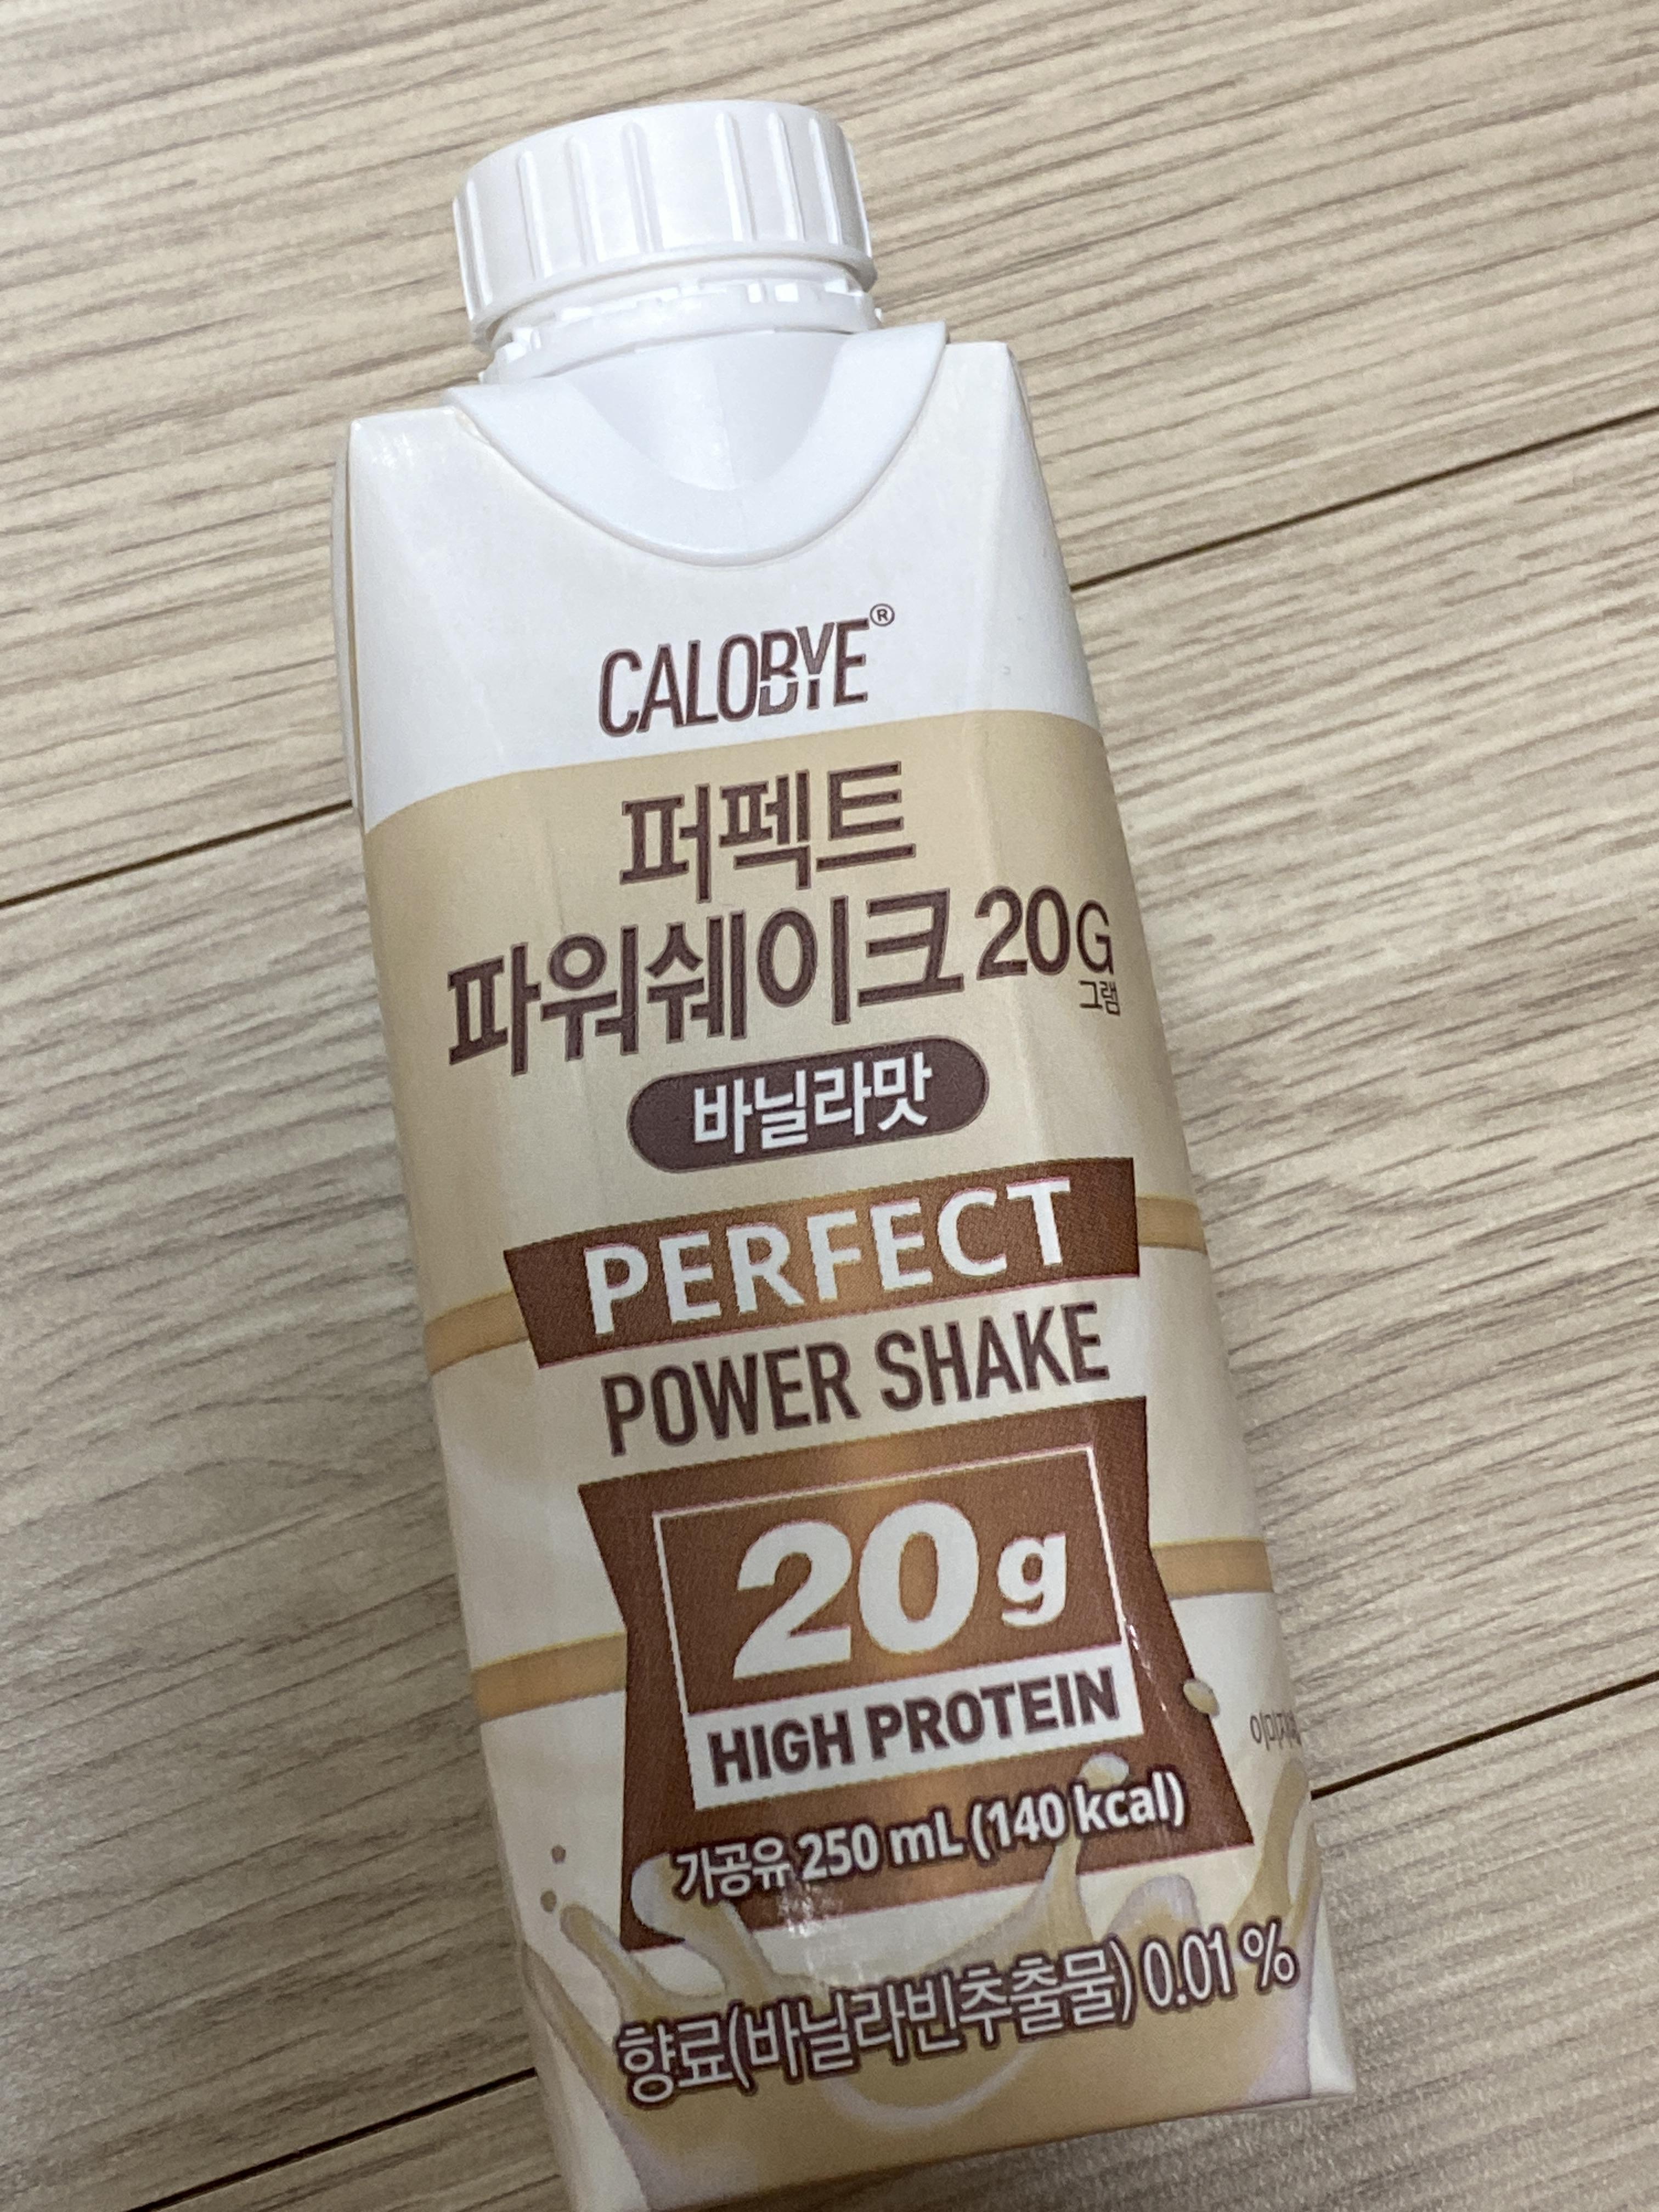 CALOBYE®
퍼펙트
파워쉐이크 20G
그램
바닐라맛
PERFECT
POWER SHAKE
20g
HIGH PROTEIN
가공유 250 mL (140 kcal)
향료(바닐라빈추출물) 0.01 %